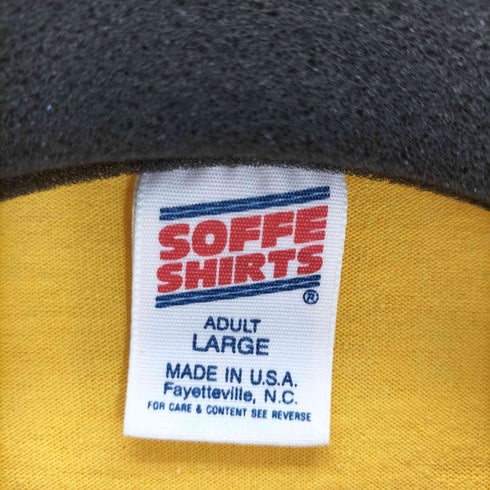 SOFFE
SHIRTS
®
ADULT
LARGE
MADE IN U.S.A.
Fayetteville, N.C.
FOR CARE & CONTENT SEE REVERSE